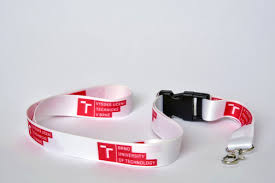 VYSOKÉ UČENÍ
TECHNICKÉ
V BRNĚ
BRNO
UNIVERSITY
OF TECHNOLOGY